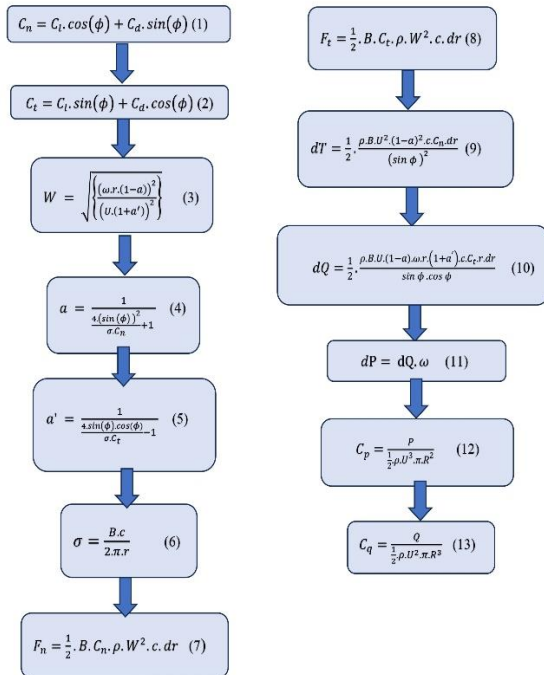 C_n = C_l.cos(ϕ) + C_d.sin(ϕ) (1)
C_t = C_l.sin(ϕ) + C_d.cos(ϕ) (2)
W = √{(ω.r.(1−a))^2 / (U.(1+a'))^2} (3)
a = 1 / (4.(sin(ϕ))^2 / σ.C_n + 1) (4)
a' = 1 / (4.sin(ϕ).cos(ϕ) / σ.C_t − 1) (5)
σ = B.c / 2.π.r (6)
F_n = 1/2 .B.C_n.ρ.W^2.c.dr (7)
F_t = 1/2 .B.C_t.ρ.W^2.c.dr (8)
dT = 1/2 . ρ.B.U^2.(1−a)^2.c.C_n.dr / (sin ϕ)^2 (9)
dQ = 1/2 . ρ.B.U.(1−a).ω.r.(1+a').c.C_t.r.dr / sin ϕ.cos ϕ (10)
dP = dQ.ω (11)
C_p = P / 1/2.ρ.U^3.π.R^2 (12)
C_q = Q / 1/2.ρ.U^2.π.R^3 (13)